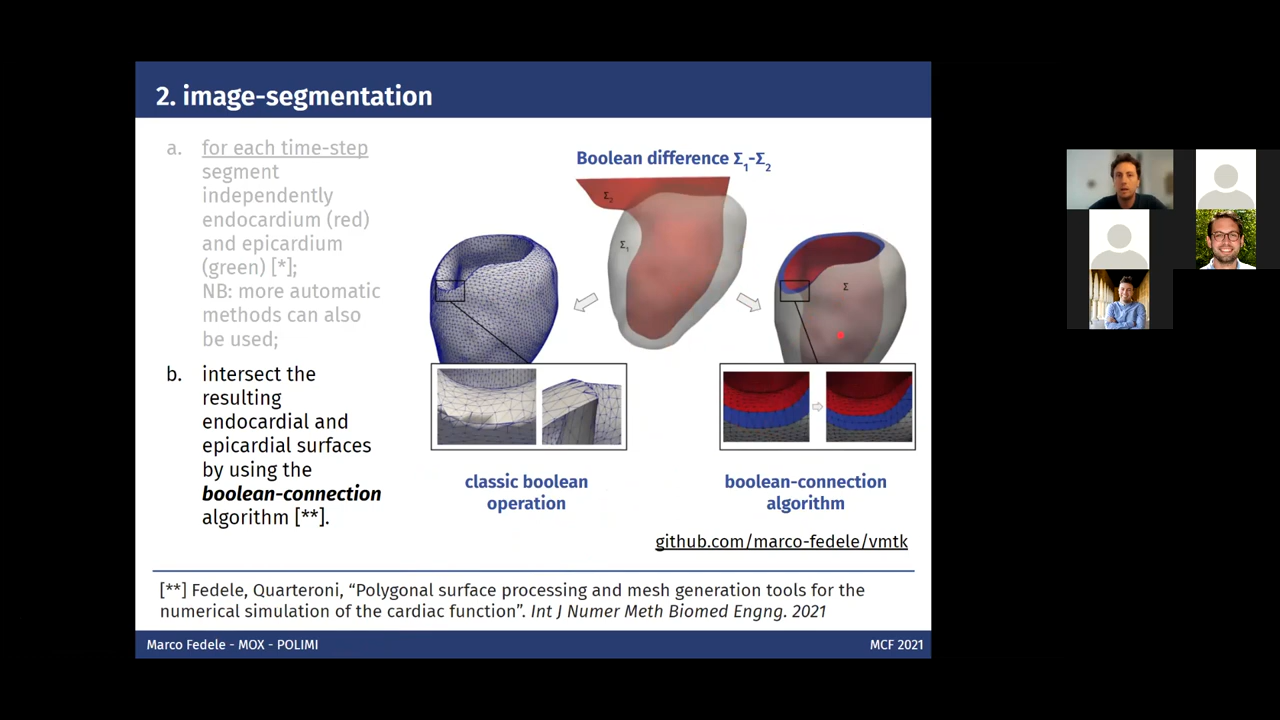 2. image-segmentation
a. for each time-step
segment
independently
endocardium (red)
and epicardium
(green) [*];
NB: more automatic
methods can also
be used;
b. intersect the
resulting
endocardial and
epicardial surfaces
by using the
boolean-connection
algorithm [**].
Boolean difference Σ1-Σ2
Σ2
Σ1
Σ
classic boolean
operation
boolean-connection
algorithm
github.com/marco-fedele/vmtk
[**] Fedele, Quarteroni, “Polygonal surface processing and mesh generation tools for the
numerical simulation of the cardiac function”. Int J Numer Meth Biomed Engng. 2021
Marco Fedele - MOX - POLIMI
MCF 2021